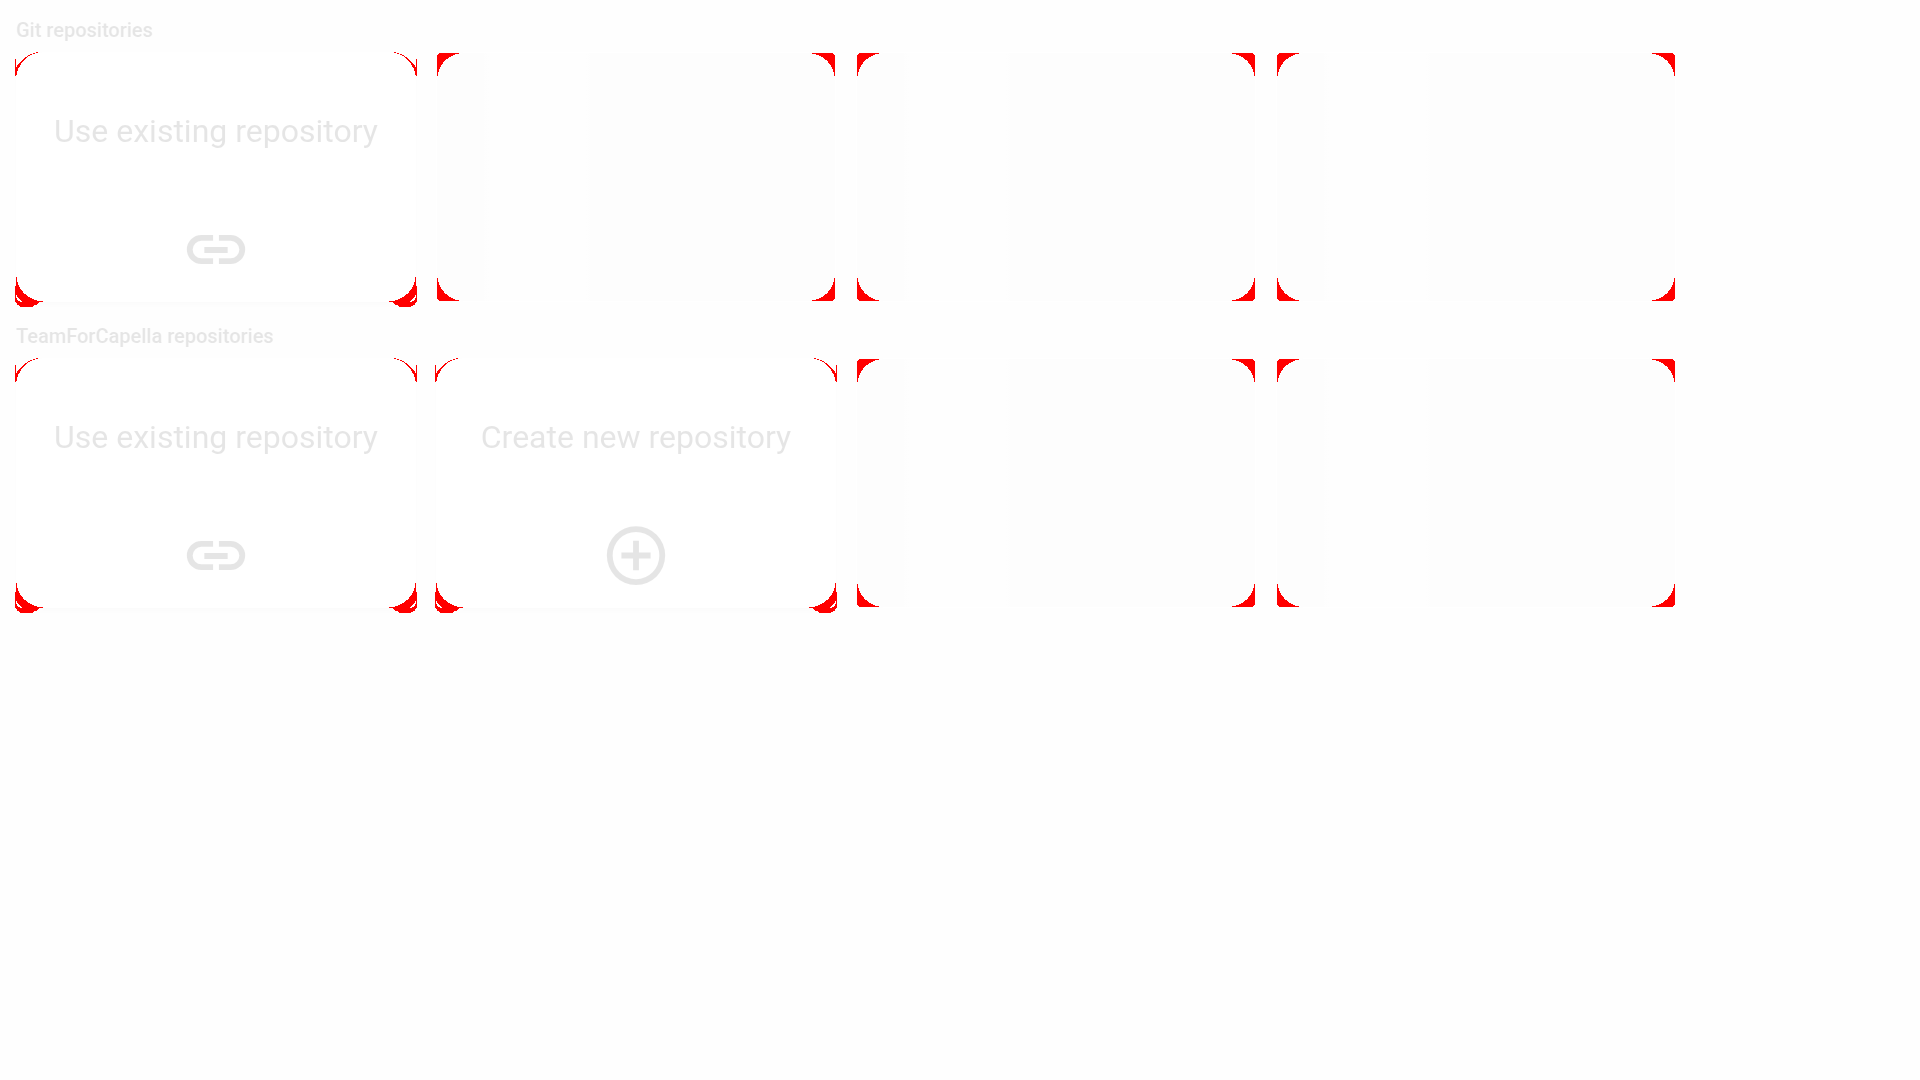 Git repositories
Use existing repository
TeamForCapella repositories
Use existing repository
Create new repository